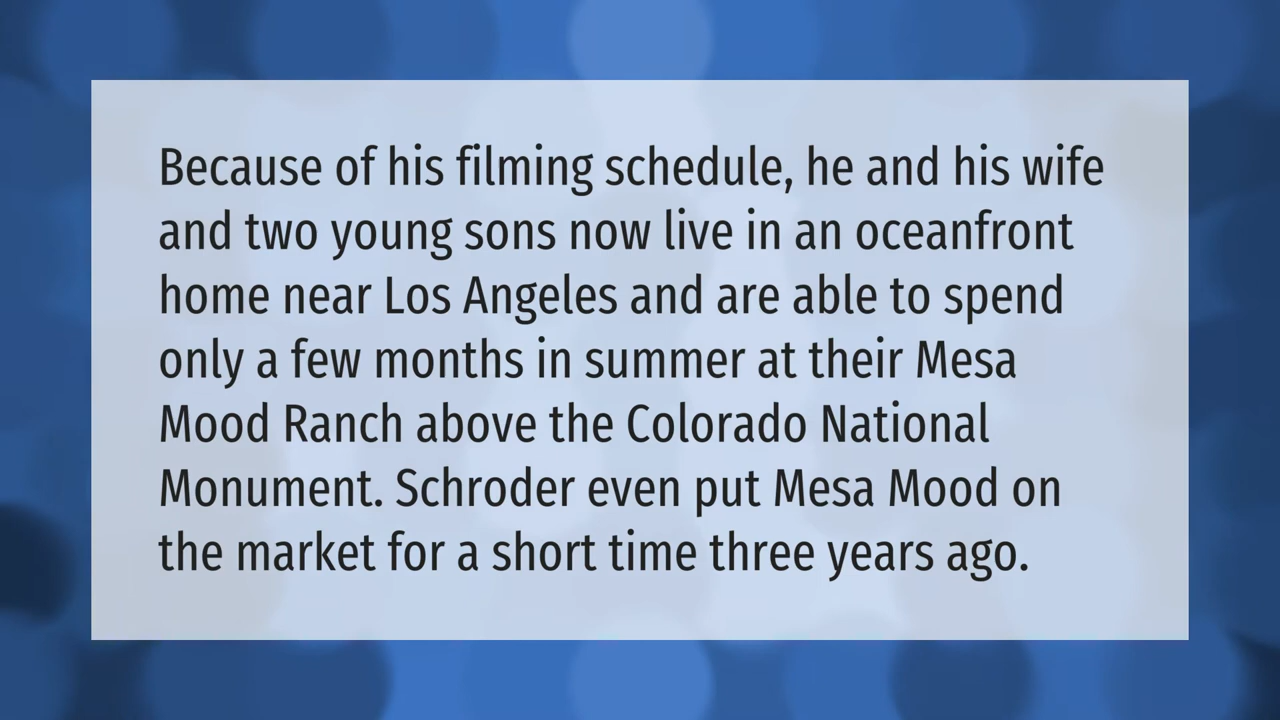 Because of his filming schedule, he and his wife
and two young sons now live in an oceanfront
home near Los Angeles and are able to spend
only a few months in summer at their Mesa
Mood Ranch above the Colorado National
Monument. Schroder even put Mesa Mood on
the market for a short time three years ago.